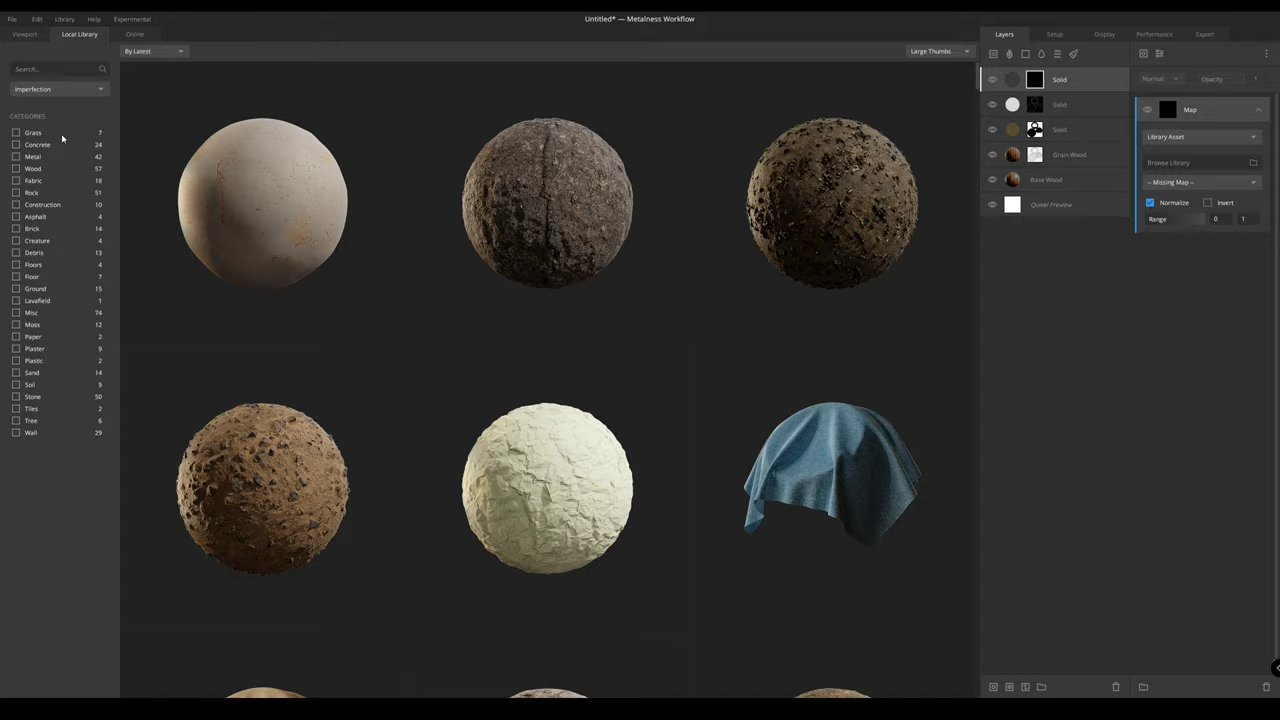 File Edit Library Help Experimental
Untitled* — Metalness Workflow
Viewport Local Library Online
Layers Setup Display Performance Export
By Latest
Large Thumbs
Search...
Imperfection
CATEGORIES
Grass 7
Concrete 24
Metal 42
Wood 57
Fabric 18
Rock 51
Construction 10
Asphalt 4
Brick 14
Creature 4
Debris 13
Floors 4
Floor 7
Ground 15
Lavafield 1
Misc 74
Moss 12
Paper 2
Plaster 9
Plastic 2
Sand 14
Soil 9
Stone 50
Tiles 2
Tree 6
Wall 29
Solid
Solid
Solid
Grain Wood
Base Wood
Quixel Preview
Normal Opacity
Map
Library Asset
Browse Library
-- Missing Map --
Normalize Invert
Range 0 1